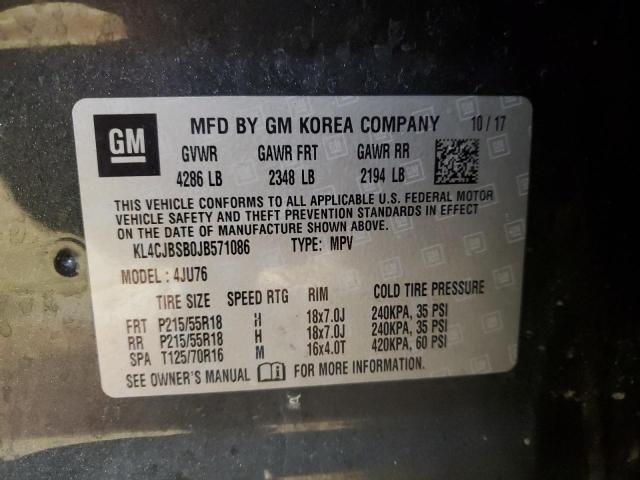 GM
MFD BY GM KOREA COMPANY 10 / 17
GVWR GAWR FRT GAWR RR
4286 LB 2348 LB 2194 LB
THIS VEHICLE CONFORMS TO ALL APPLICABLE U.S. FEDERAL MOTOR
VEHICLE SAFETY AND THEFT PREVENTION STANDARDS IN EFFECT
ON THE DATE OF MANUFACTURE SHOWN ABOVE.
KL4CJBSB0JB571086 TYPE: MPV
MODEL : 4JU76
TIRE SIZE SPEED RTG RIM COLD TIRE PRESSURE
FRT P215/55R18 H 18x7.0J 240KPA, 35 PSI
RR P215/55R18 H 18x7.0J 240KPA, 35 PSI
SPA T125/70R16 M 16x4.0T 420KPA, 60 PSI
SEE OWNER'S MANUAL FOR MORE INFORMATION